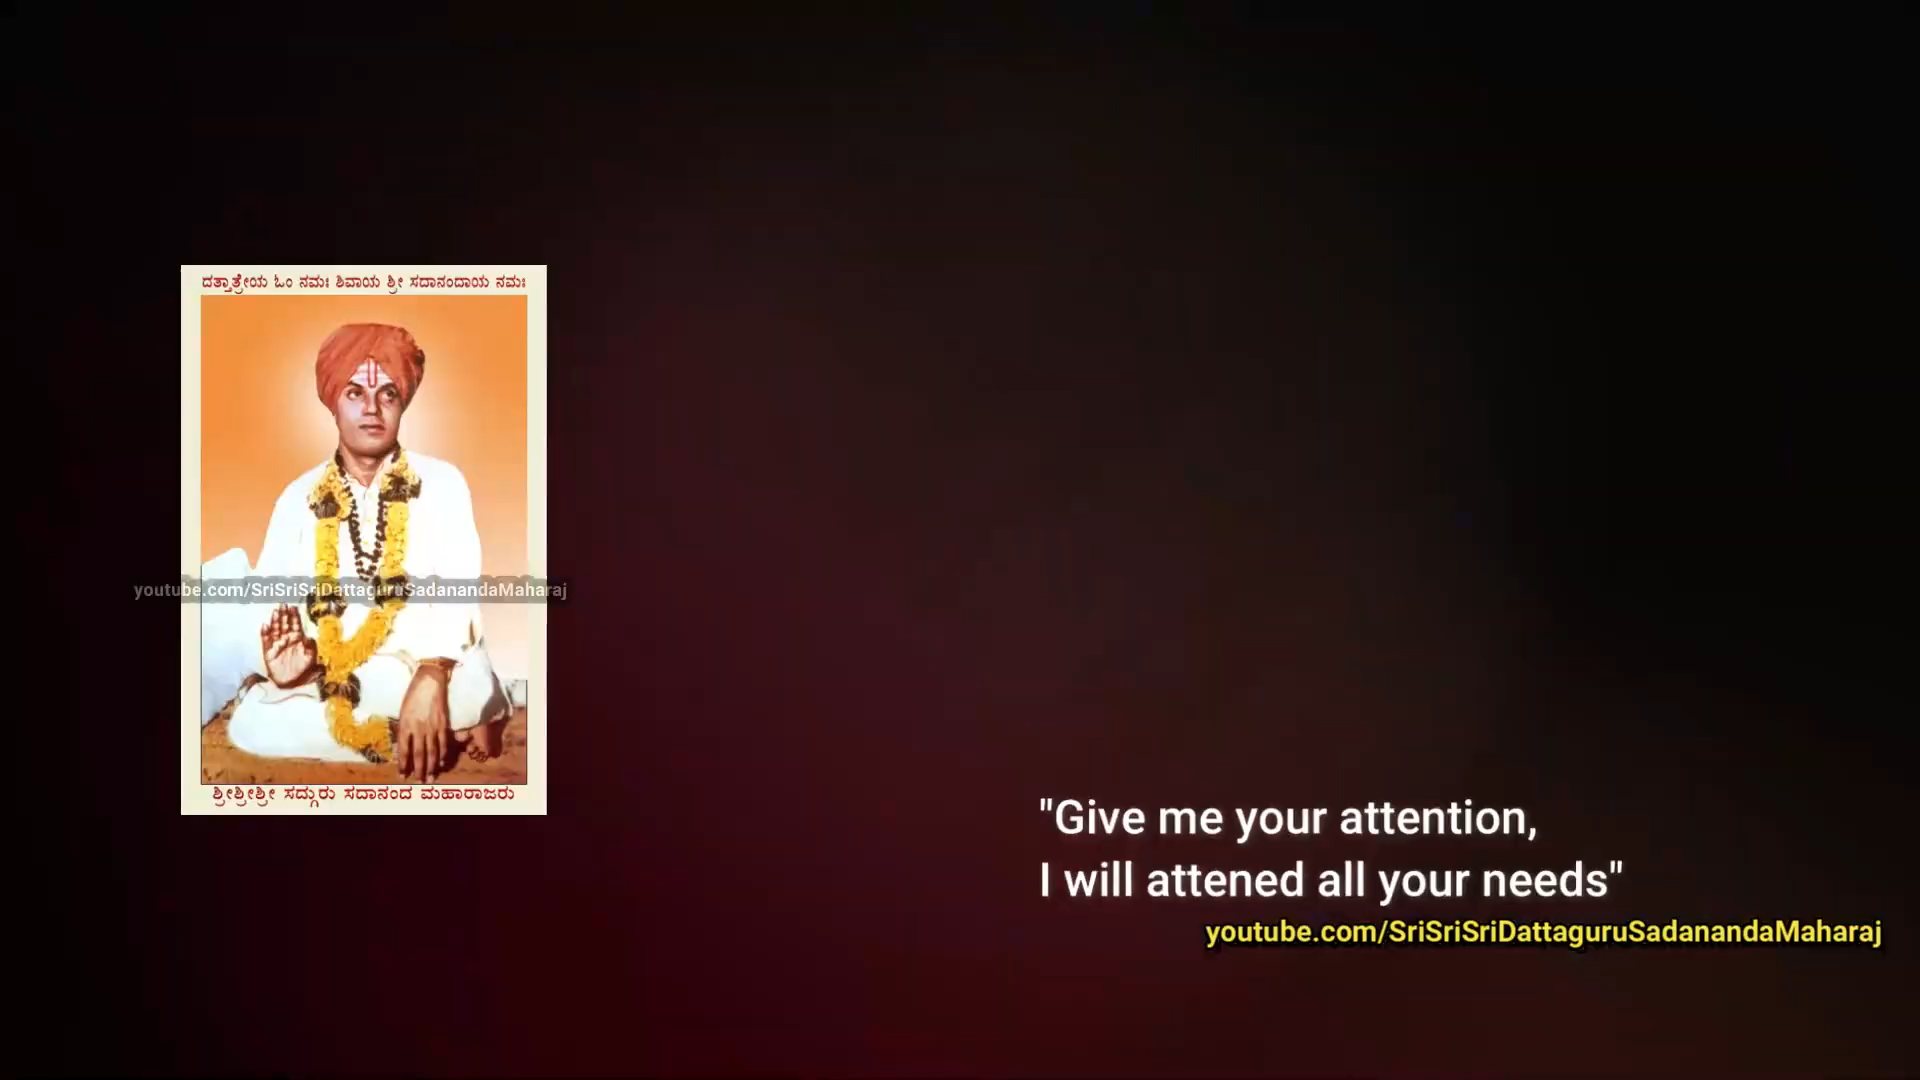 ದತ್ತಾತ್ರೇಯ ಓಂ ನಮಃ ಶಿವಾಯ ಶ್ರೀ ಸದಾನಂದಾಯ ನಮಃ
youtube.com/SriSriSriDattaguruSadanandaMaharaj
ಶ್ರೀಶ್ರೀಶ್ರೀ ಸದ್ಗುರು ಸದಾನಂದ ಮಹಾರಾಜರು
"Give me your attention,
I will attened all your needs"
youtube.com/SriSriSriDattaguruSadanandaMaharaj